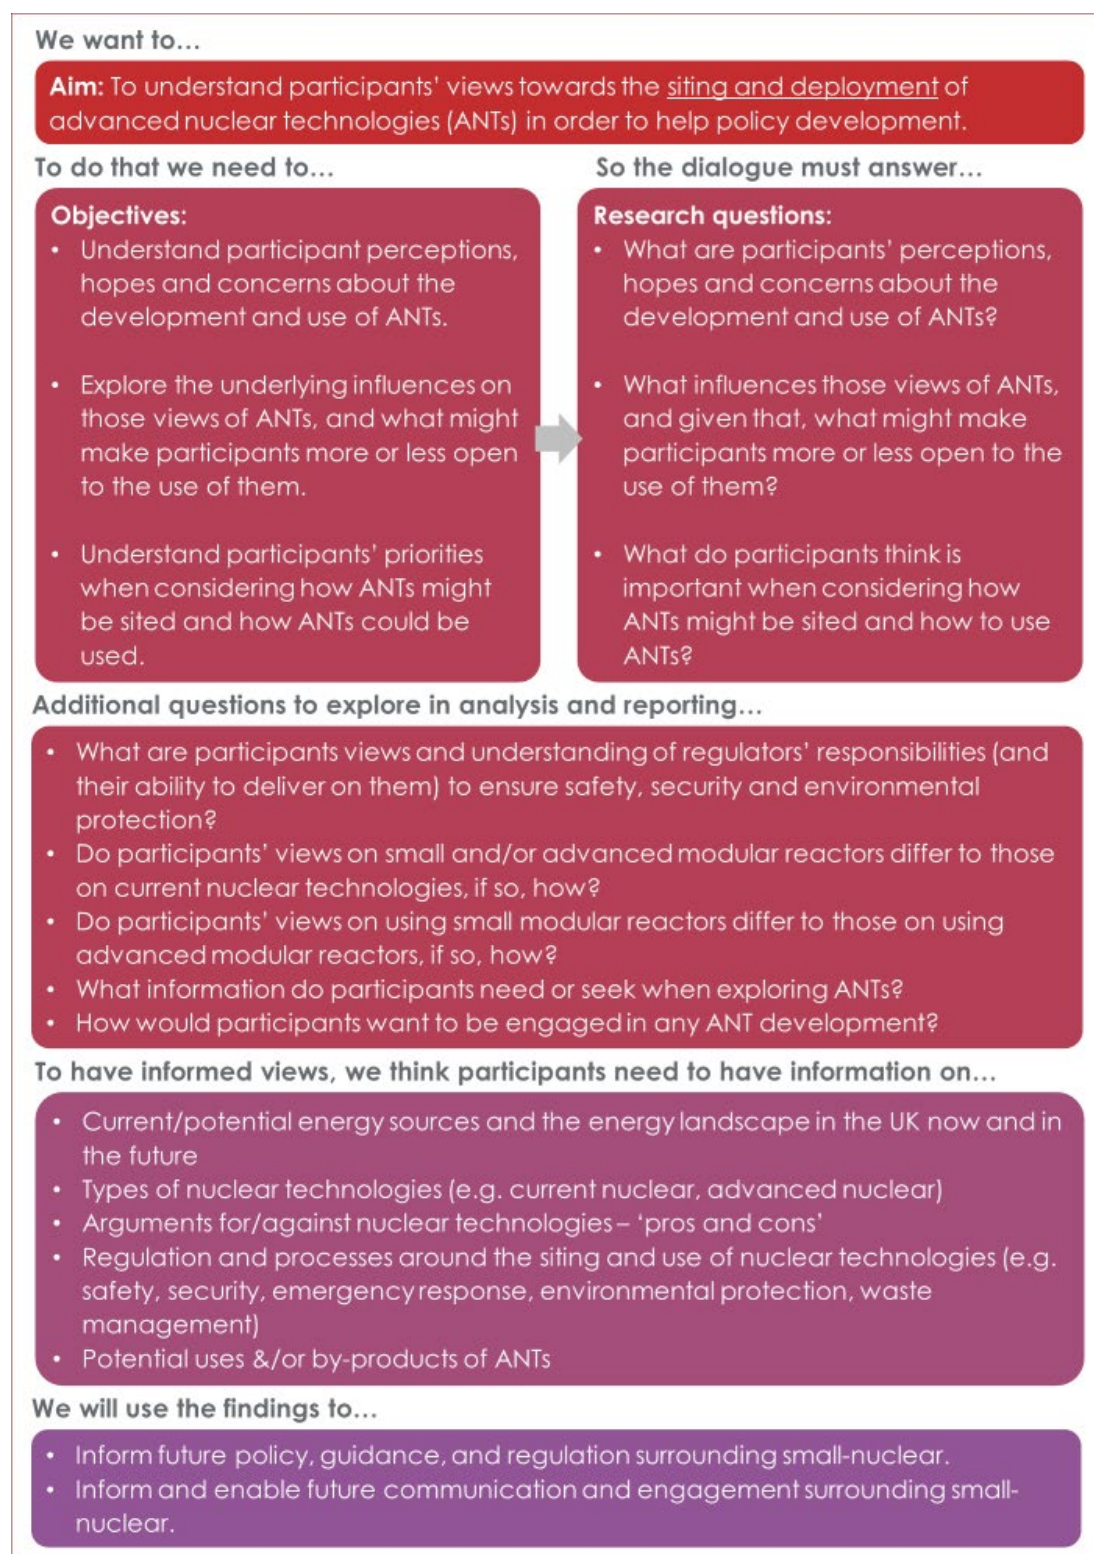 We want to…
Aim: To understand participants’ views towards the siting and deployment of
advanced nuclear technologies (ANTs) in order to help policy development.
To do that we need to…
Objectives:
• Understand participant perceptions,
hopes and concerns about the
development and use of ANTs.
• Explore the underlying influences on
those views of ANTs, and what might
make participants more or less open
to the use of them.
• Understand participants’ priorities
when considering how ANTs might
be sited and how ANTs could be
used.
So the dialogue must answer…
Research questions:
• What are participants’ perceptions,
hopes and concerns about the
development and use of ANTs?
• What influences those views of ANTs,
and given that, what might make
participants more or less open to the
use of them?
• What do participants think is
important when considering how
ANTs might be sited and how to use
ANTs?
Additional questions to explore in analysis and reporting…
• What are participants views and understanding of regulators’ responsibilities (and
their ability to deliver on them) to ensure safety, security and environmental
protection?
• Do participants’ views on small and/or advanced modular reactors differ to those
on current nuclear technologies, if so, how?
• Do participants’ views on using small modular reactors differ to those on using
advanced modular reactors, if so, how?
• What information do participants need or seek when exploring ANTs?
• How would participants want to be engaged in any ANT development?
To have informed views, we think participants need to have information on…
• Current/potential energy sources and the energy landscape in the UK now and in
the future
• Types of nuclear technologies (e.g. current nuclear, advanced nuclear)
• Arguments for/against nuclear technologies – ‘pros and cons’
• Regulation and processes around the siting and use of nuclear technologies (e.g.
safety, security, emergency response, environmental protection, waste
management)
• Potential uses &/or by-products of ANTs
We will use the findings to…
• Inform future policy, guidance, and regulation surrounding small-nuclear.
• Inform and enable future communication and engagement surrounding small-
nuclear.